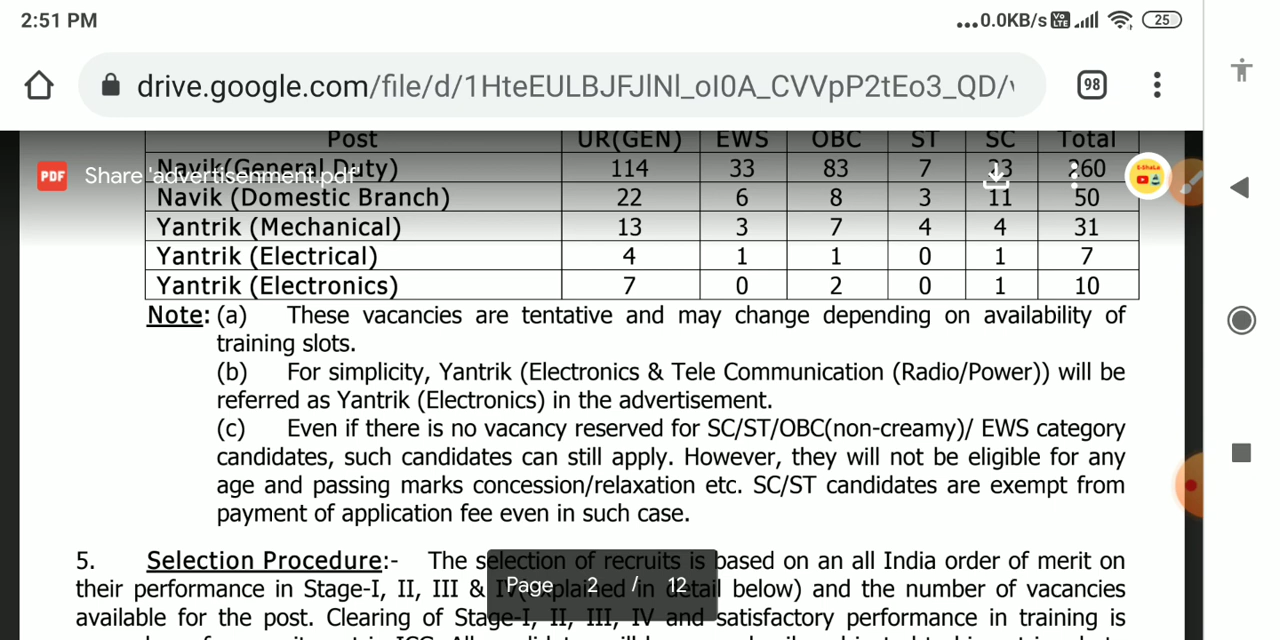 2:51 PM
...0.0KB/s Vo LTE 25
drive.google.com/file/d/1HteEULBJFJlNl_oI0A_CVVpP2tEo3_QD/v
98
Post UR(GEN) EWS OBC ST SC Total
Navik(General Duty) 114 33 83 7 23 260
PDF Share 'advertisenment.pdf'
Navik (Domestic Branch) 22 6 8 3 11 50
Yantrik (Mechanical) 13 3 7 4 4 31
Yantrik (Electrical) 4 1 1 0 1 7
Yantrik (Electronics) 7 0 2 0 1 10
Note: (a) These vacancies are tentative and may change depending on availability of
training slots.
(b) For simplicity, Yantrik (Electronics & Tele Communication (Radio/Power)) will be
referred as Yantrik (Electronics) in the advertisement.
(c) Even if there is no vacancy reserved for SC/ST/OBC(non-creamy)/ EWS category
candidates, such candidates can still apply. However, they will not be eligible for any
age and passing marks concession/relaxation etc. SC/ST candidates are exempt from
payment of application fee even in such case.
5. Selection Procedure:- The selection of recruits is based on an all India order of merit on
their performance in Stage-I, II, III & IV(explained in detail below) and the number of vacancies
Page 2 / 12
available for the post. Clearing of Stage-I, II, III, IV and satisfactory performance in training is